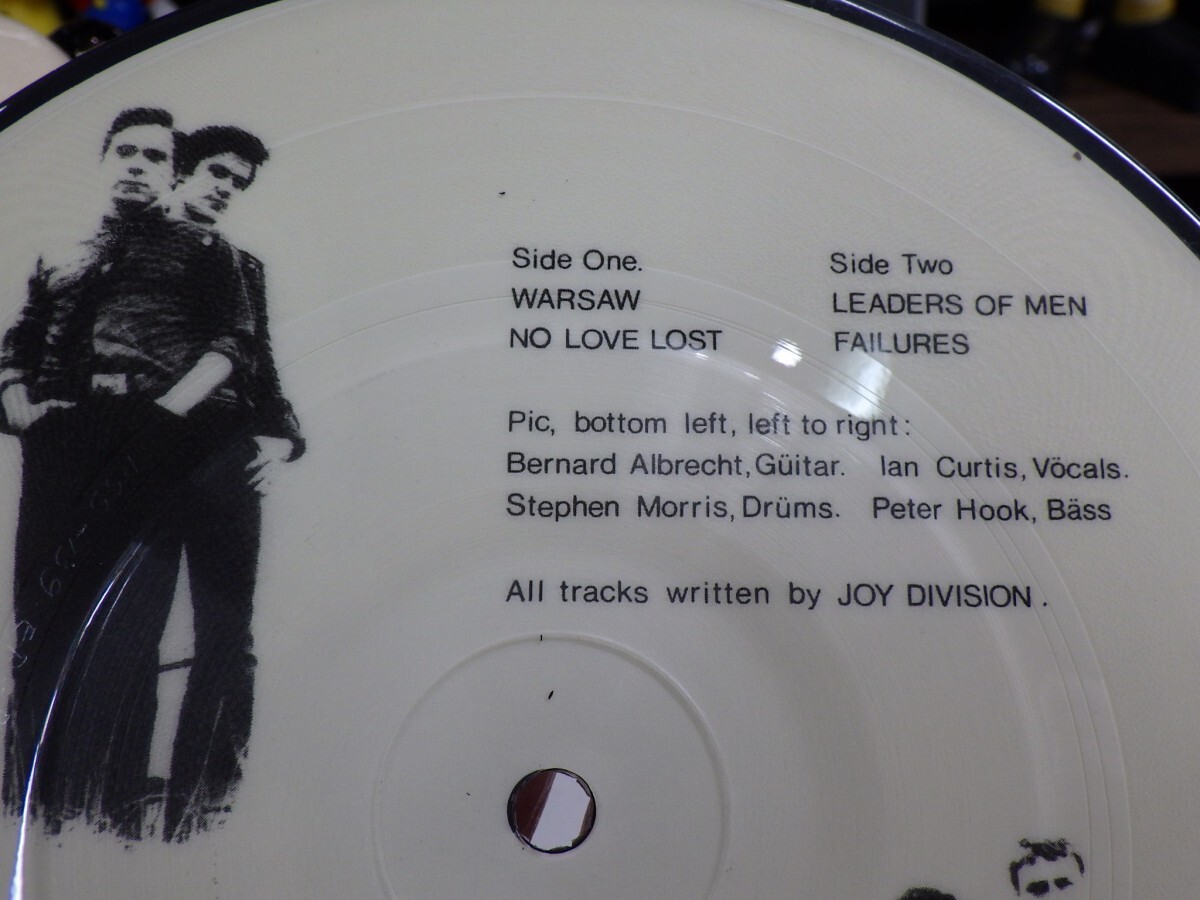 Side One.
WARSAW
NO LOVE LOST
Side Two
LEADERS OF MEN
FAILURES
Pic, bottom left, left to right:
Bernard Albrecht, Güitar. Ian Curtis, Vöcals.
Stephen Morris, Drüms. Peter Hook, Bäss
All tracks written by JOY DIVISION.